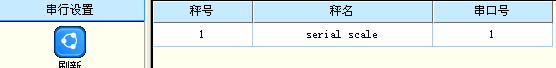 串行设置
刷新
秤号 秤名 串口号
1 serial scale 1